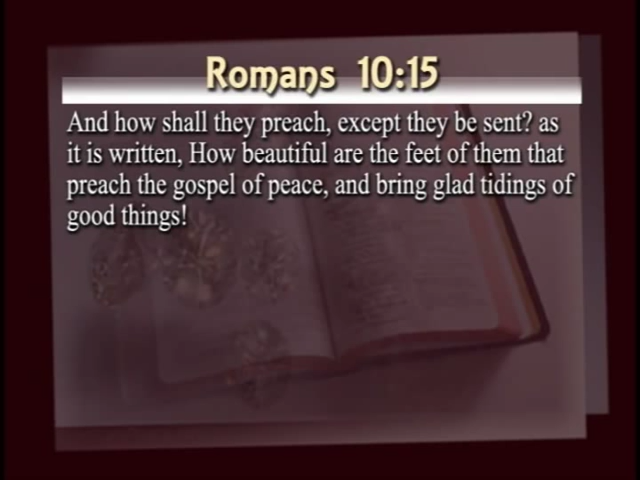 Romans 10:15
And how shall they preach, except they be sent? as
it is written, How beautiful are the feet of them that
preach the gospel of peace, and bring glad tidings of
good things!